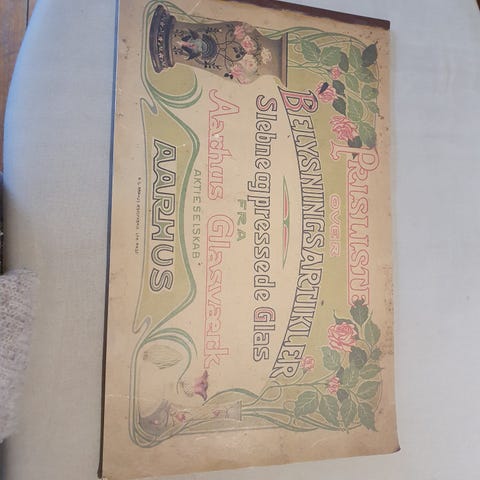 PRISLISTE
OVER
BELYSNINGSARTIKLER
Slebne og pressede Glas
FRA
Aarhus Glasværk
AKTIESELSKAB
AARHUS